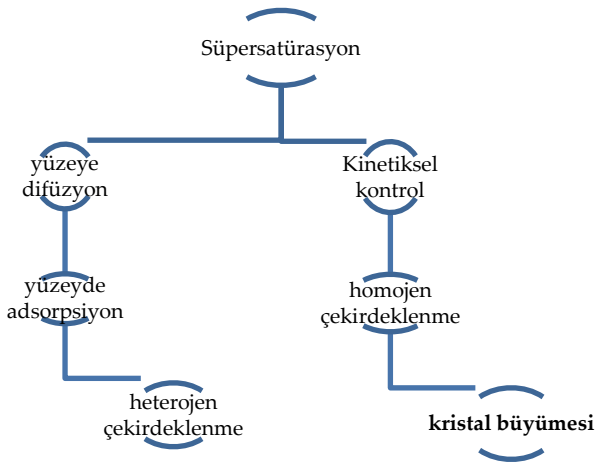 Süpersatürasyon
yüzeye
difüzyon
Kinetiksel
kontrol
yüzeyde
adsorpsiyon
homojen
çekirdeklenme
heterojen
çekirdeklenme
kristal büyümesi